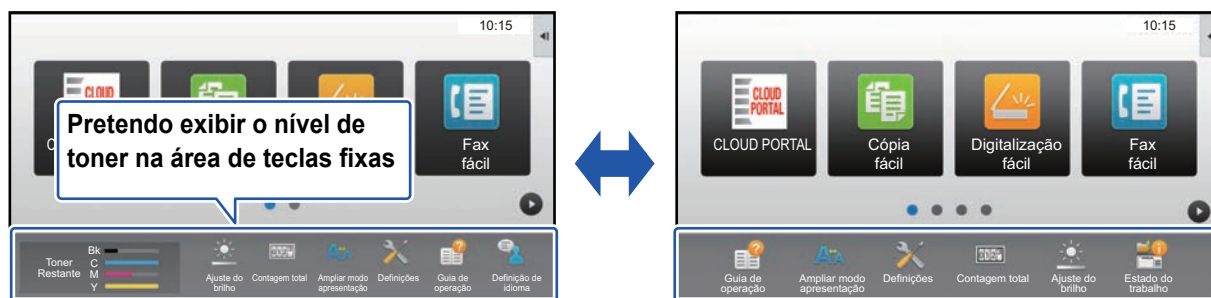 10:15
CLOUD
Pretendo exibir o nível de
toner na área de teclas fixas
Fax
fácil
Toner
Restante
Bk
C
M
Y
Ajuste do
brilho
Contagem total
Ampliar modo
apresentação
Definições
Guia de
operação
Definição de
idioma
10:15
CLOUD
PORTAL
CLOUD PORTAL
Cópia
fácil
Digitalização
fácil
Fax
fácil
Guia de
operação
Ampliar modo
apresentação
Definições
Contagem total
Ajuste do
brilho
Estado do
trabalho